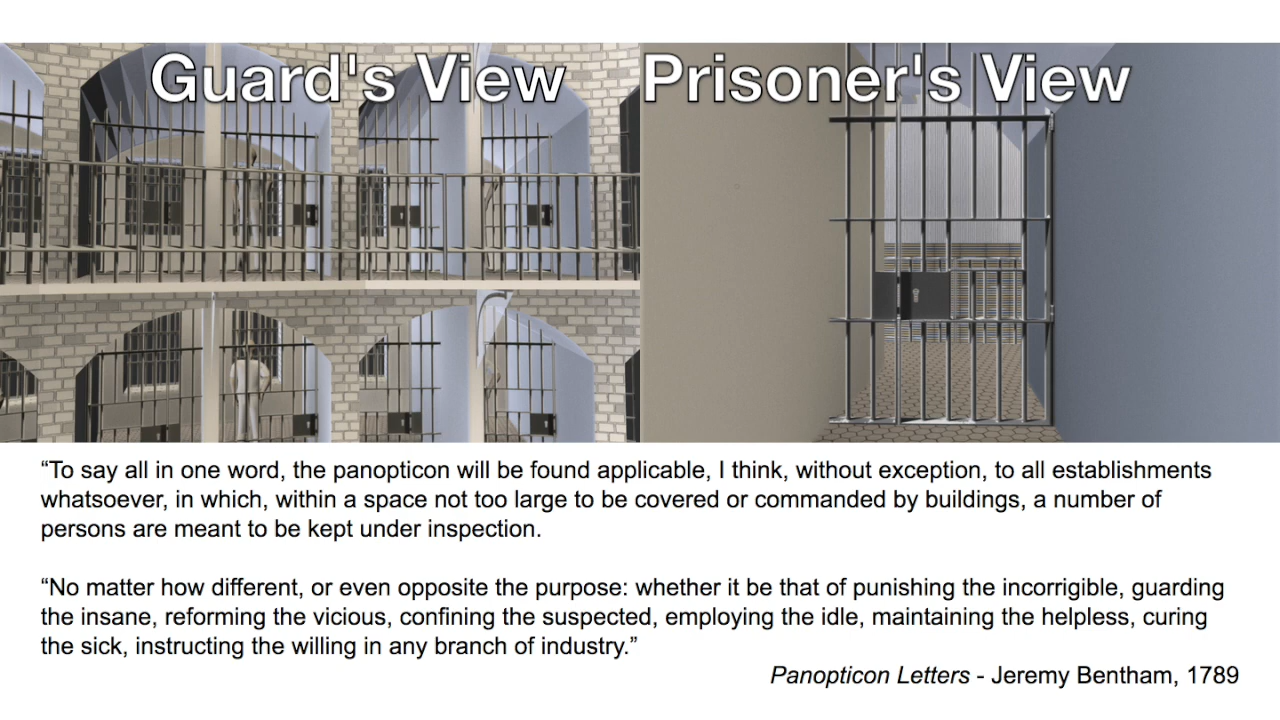 Guard's View
Prisoner's View
“To say all in one word, the panopticon will be found applicable, I think, without exception, to all establishments
whatsoever, in which, within a space not too large to be covered or commanded by buildings, a number of
persons are meant to be kept under inspection.
“No matter how different, or even opposite the purpose: whether it be that of punishing the incorrigible, guarding
the insane, reforming the vicious, confining the suspected, employing the idle, maintaining the helpless, curing
the sick, instructing the willing in any branch of industry.”
Panopticon Letters - Jeremy Bentham, 1789